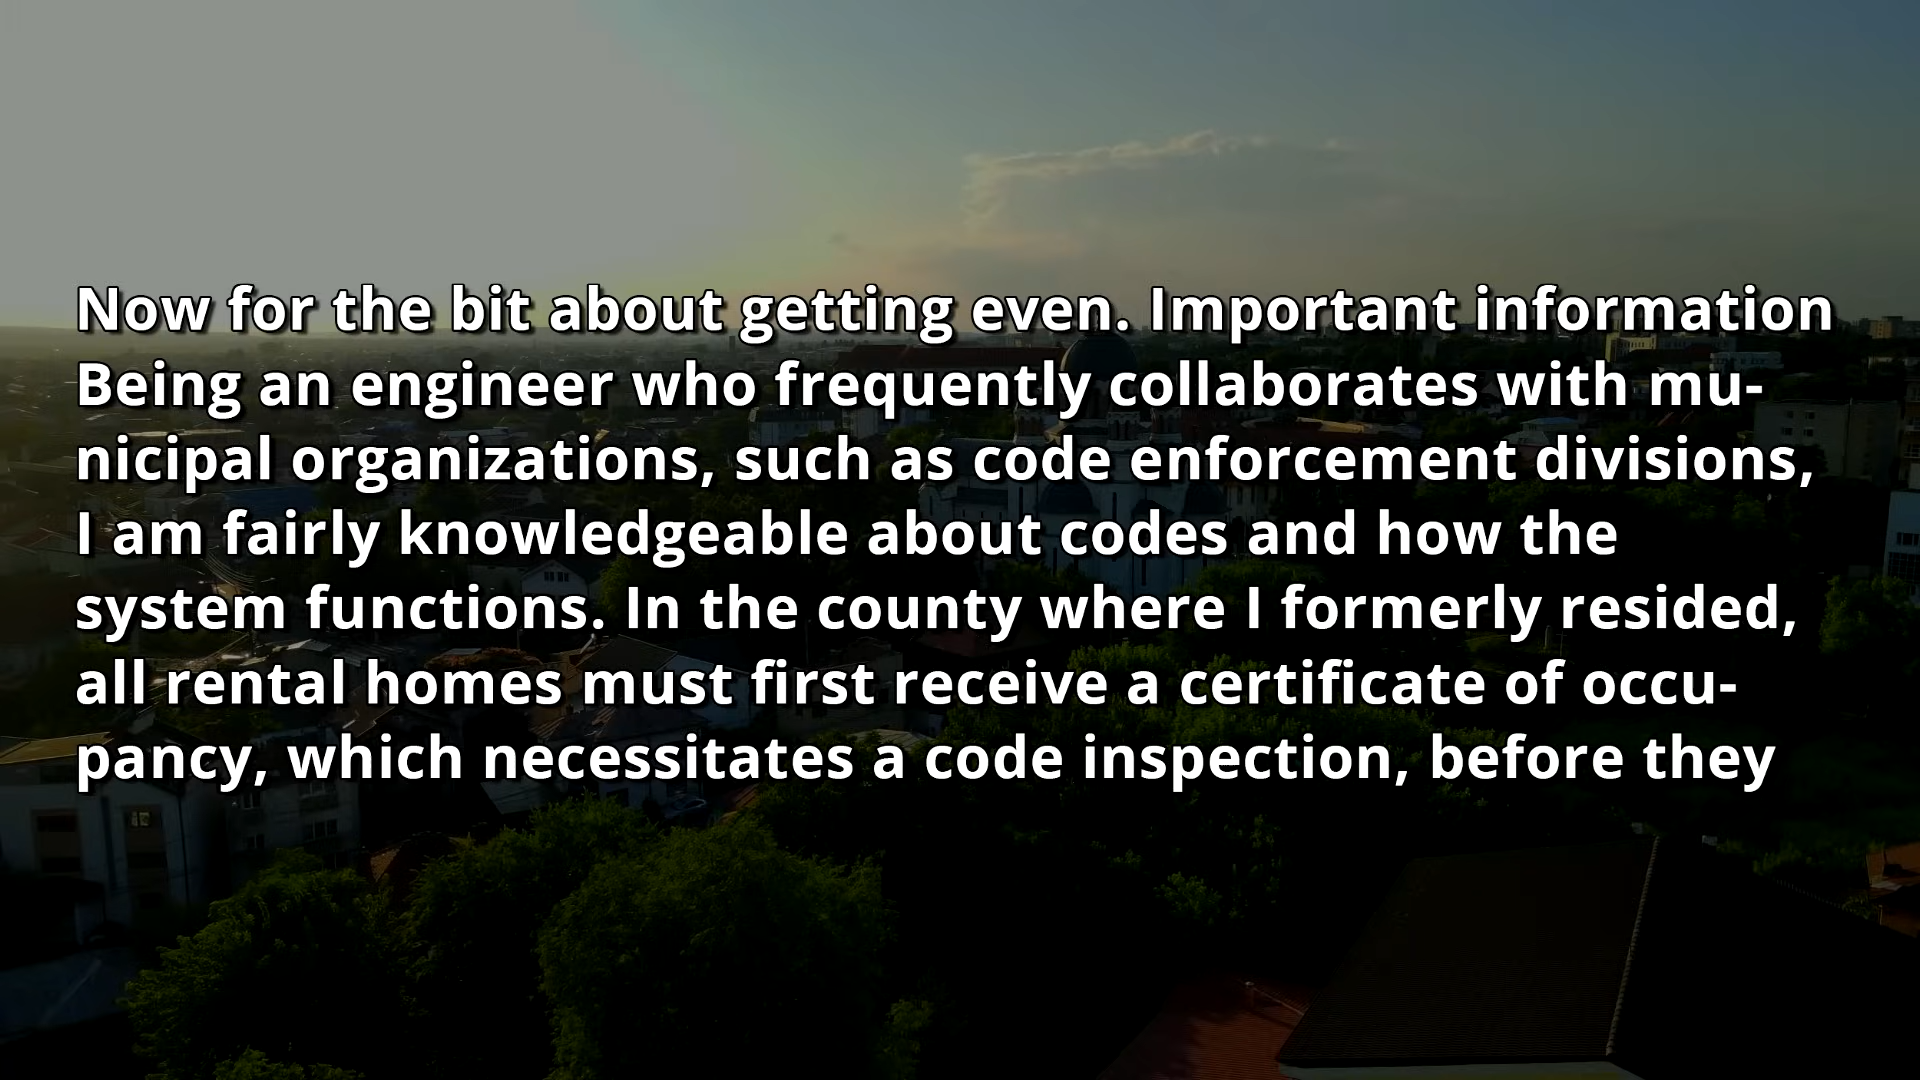 Now for the bit about getting even. Important information
Being an engineer who frequently collaborates with mu-
nicipal organizations, such as code enforcement divisions,
I am fairly knowledgeable about codes and how the
system functions. In the county where I formerly resided,
all rental homes must first receive a certificate of occu-
pancy, which necessitates a code inspection, before they